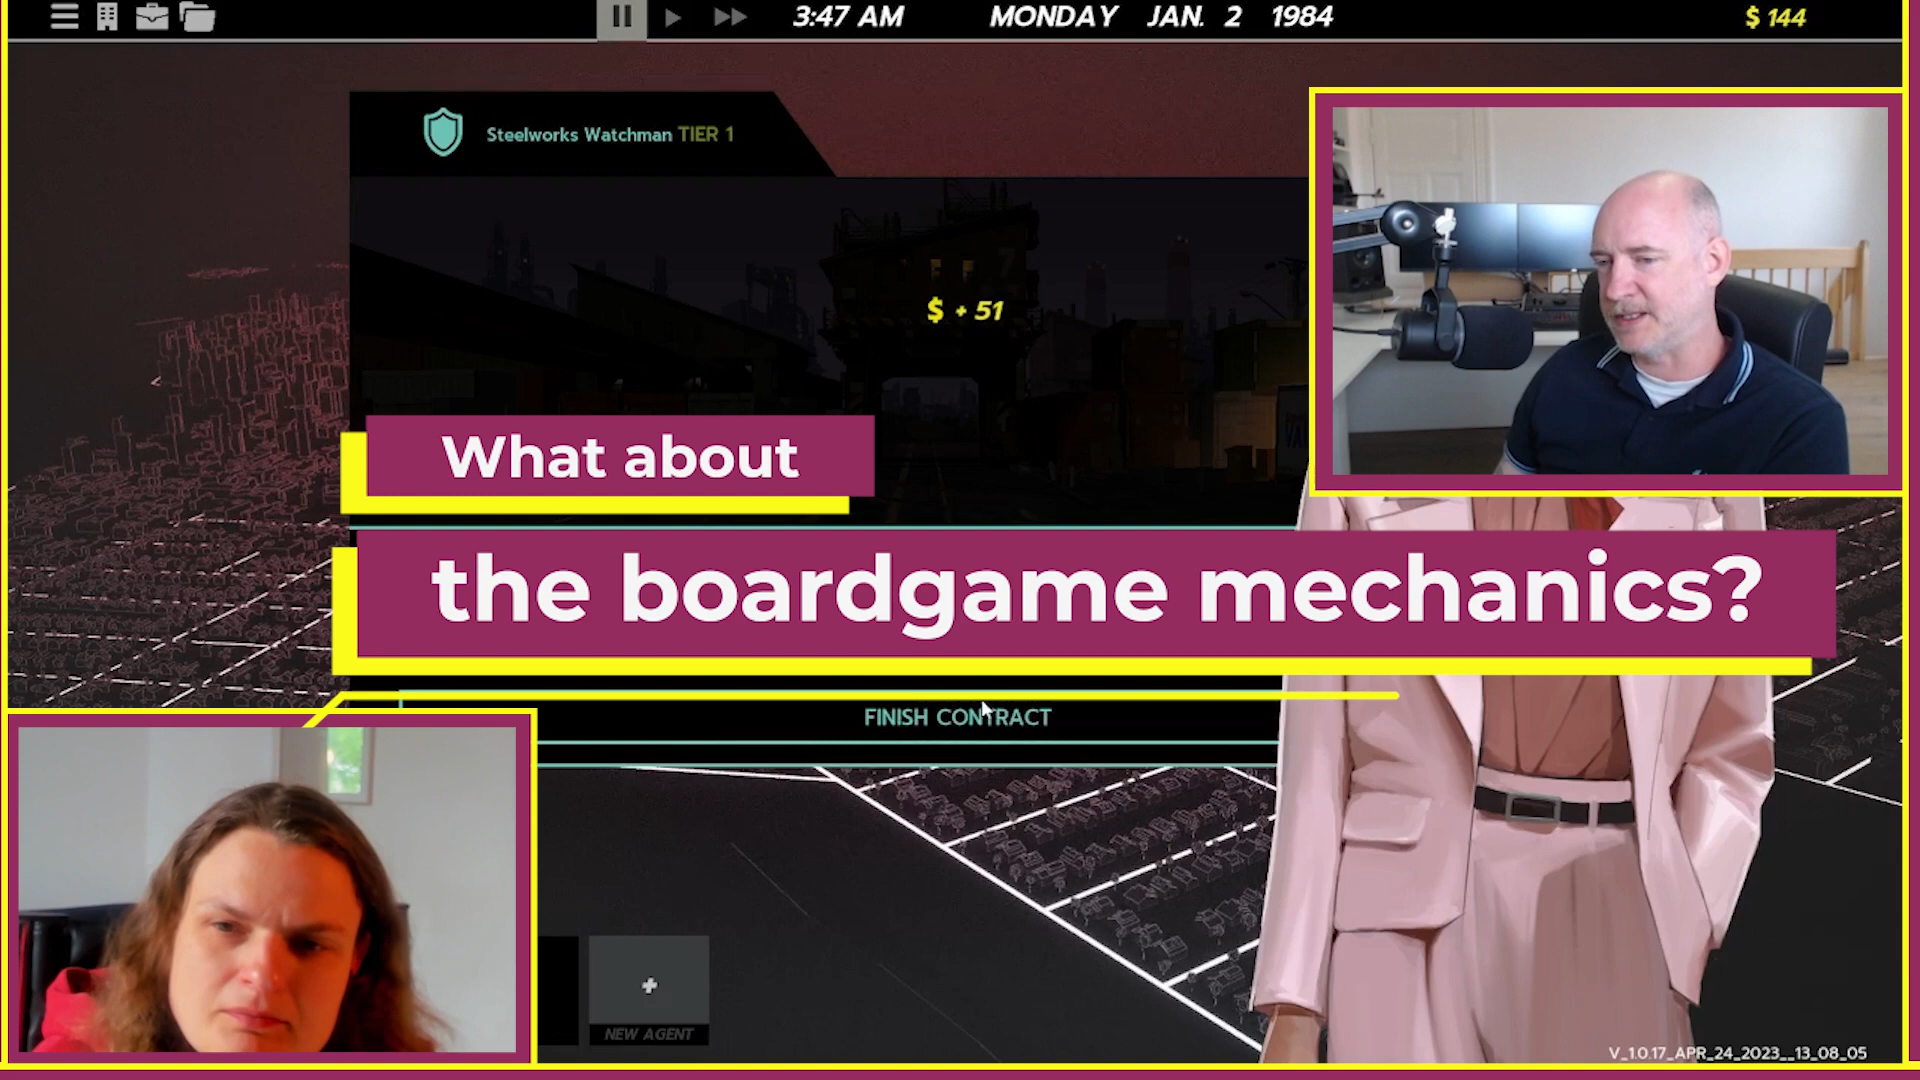 3:47 AM MONDAY JAN. 2 1984 $ 144
Steelworks Watchman TIER 1
$ + 51
What about
the boardgame mechanics?
FINISH CONTRACT
+
NEW AGENT
V_1.0.17_APR_24_2023__13_08_05